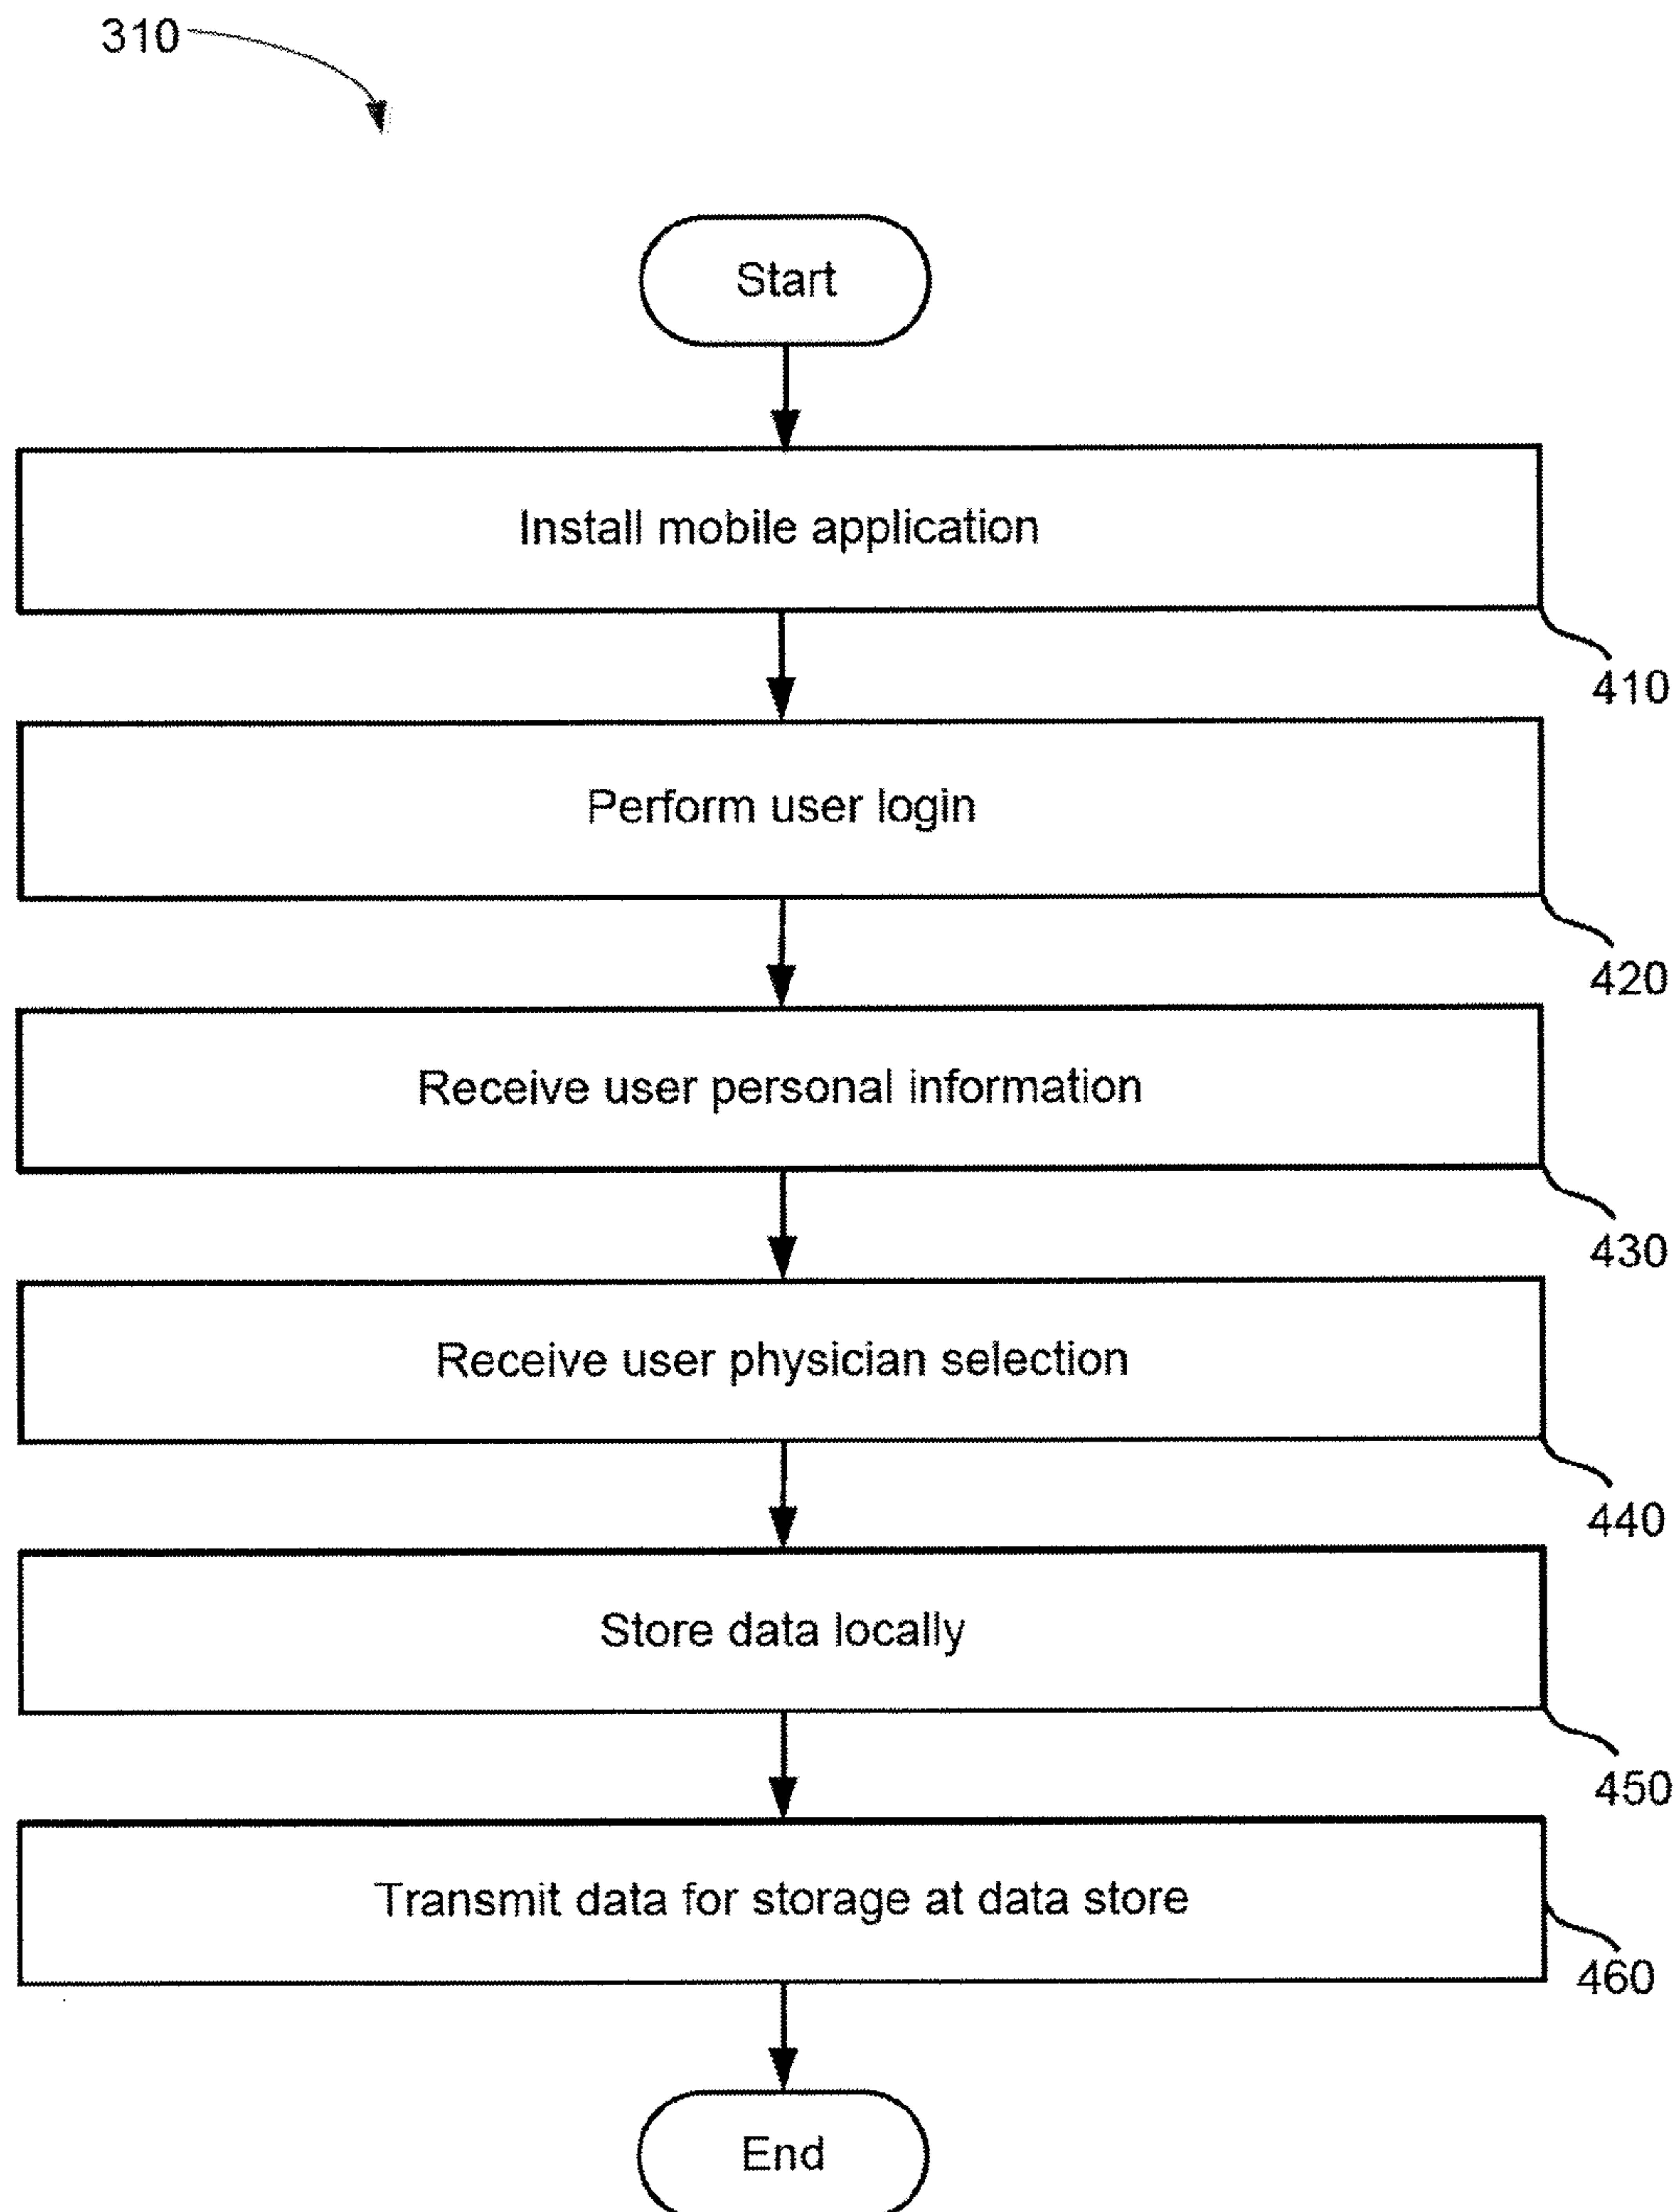 310
Start
Install mobile application
410
Perform user login
420
Receive user personal information
430
Receive user physician selection
440
Store data locally
450
Transmit data for storage at data store
460
End